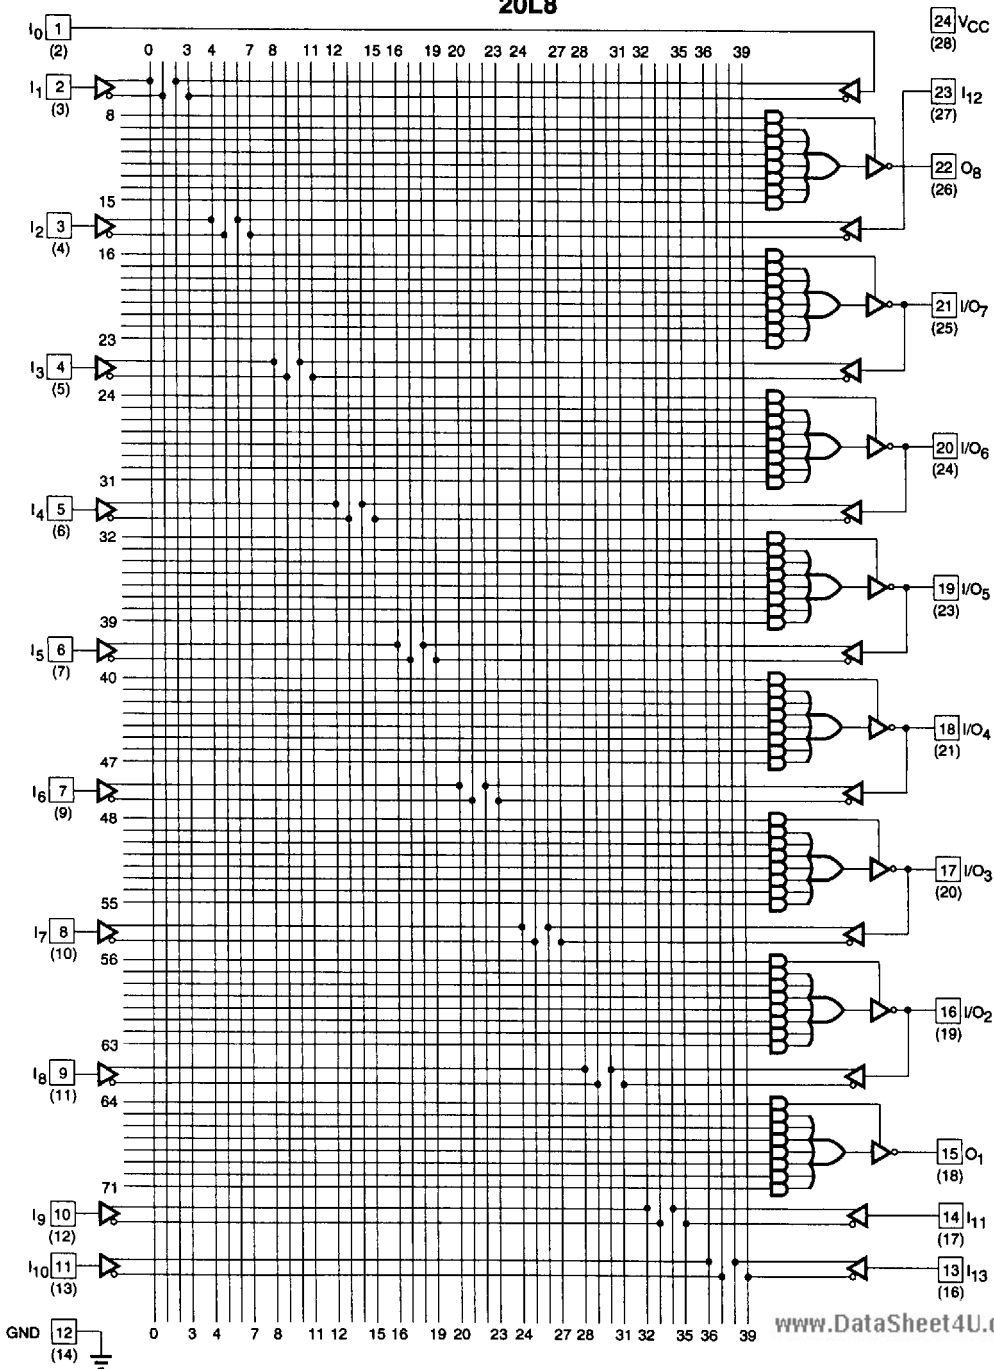 20L8
I0 1 24 VCC
(2) (28)
0 3 4 7 8 11 12 15 16 19 20 23 24 27 28 31 32 35 36 39
I1 2 23 I12
(3) (27)
8
22 O8
(26)
15
I2 3
(4)
16
21 I/O7
(25)
23
I3 4
(5)
24
20 I/O6
(24)
31
I4 5
(6)
32
19 I/O5
(23)
39
I5 6
(7)
40
18 I/O4
(21)
47
I6 7
(9)
48
17 I/O3
(20)
55
I7 8
(10)
56
16 I/O2
(19)
63
I8 9
(11)
64
15 O1
(18)
71
I9 10 14 I11
(12) (17)
I10 11 13 I13
(13) (16)
GND 12
(14)
0 3 4 7 8 11 12 15 16 19 20 23 24 27 28 31 32 35 36 39
www.DataSheet4U.c